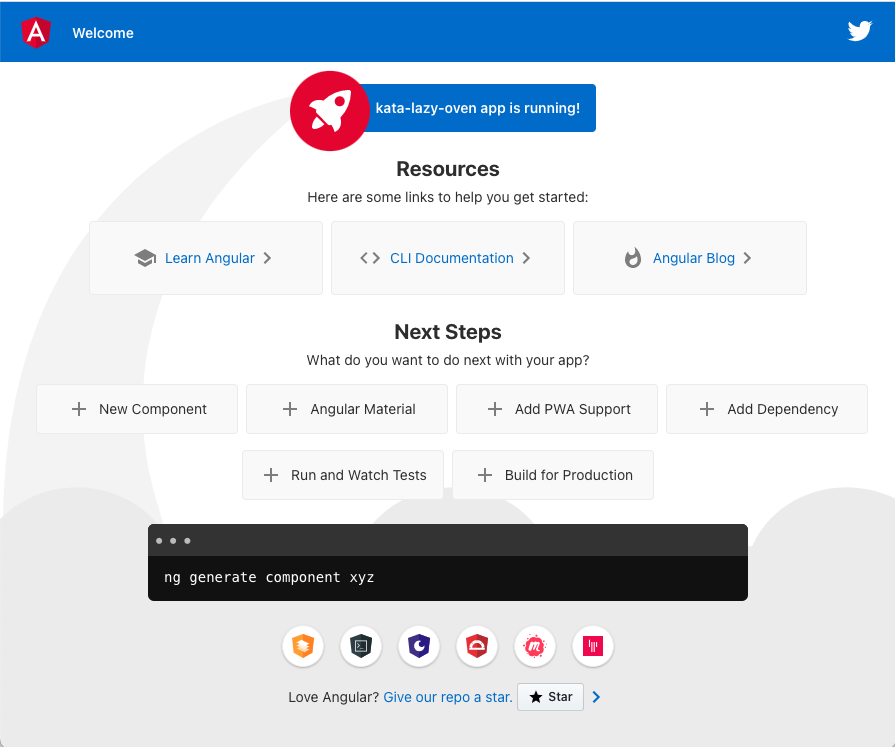 Welcome
kata-lazy-oven app is running!
Resources
Here are some links to help you get started:
Learn Angular
CLI Documentation
Angular Blog
Next Steps
What do you want to do next with your app?
New Component
Angular Material
Add PWA Support
Add Dependency
Run and Watch Tests
Build for Production
ng generate component xyz
Love Angular? Give our repo a star. Star